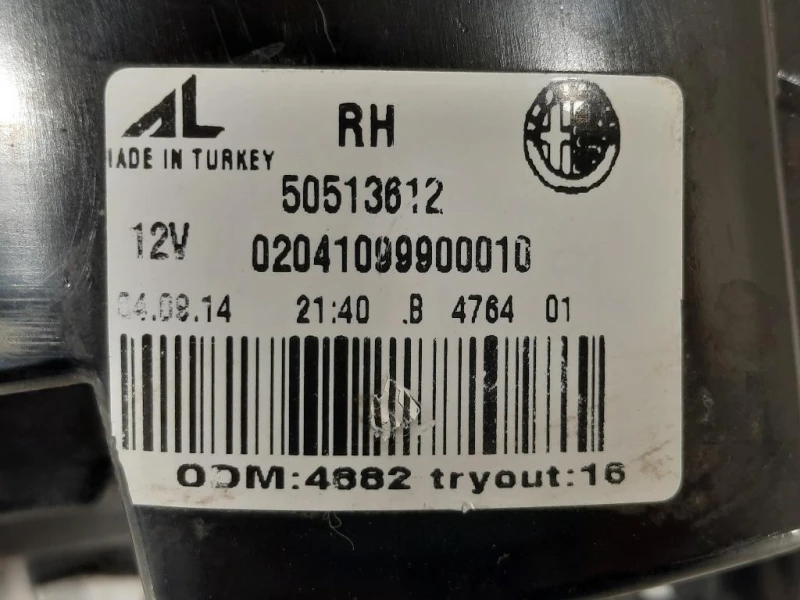 AL
RH
MADE IN TURKEY
50513612
12V
02041099900010
04.08.14 21:40 .B 4764 01
ODM:4882 tryout:16